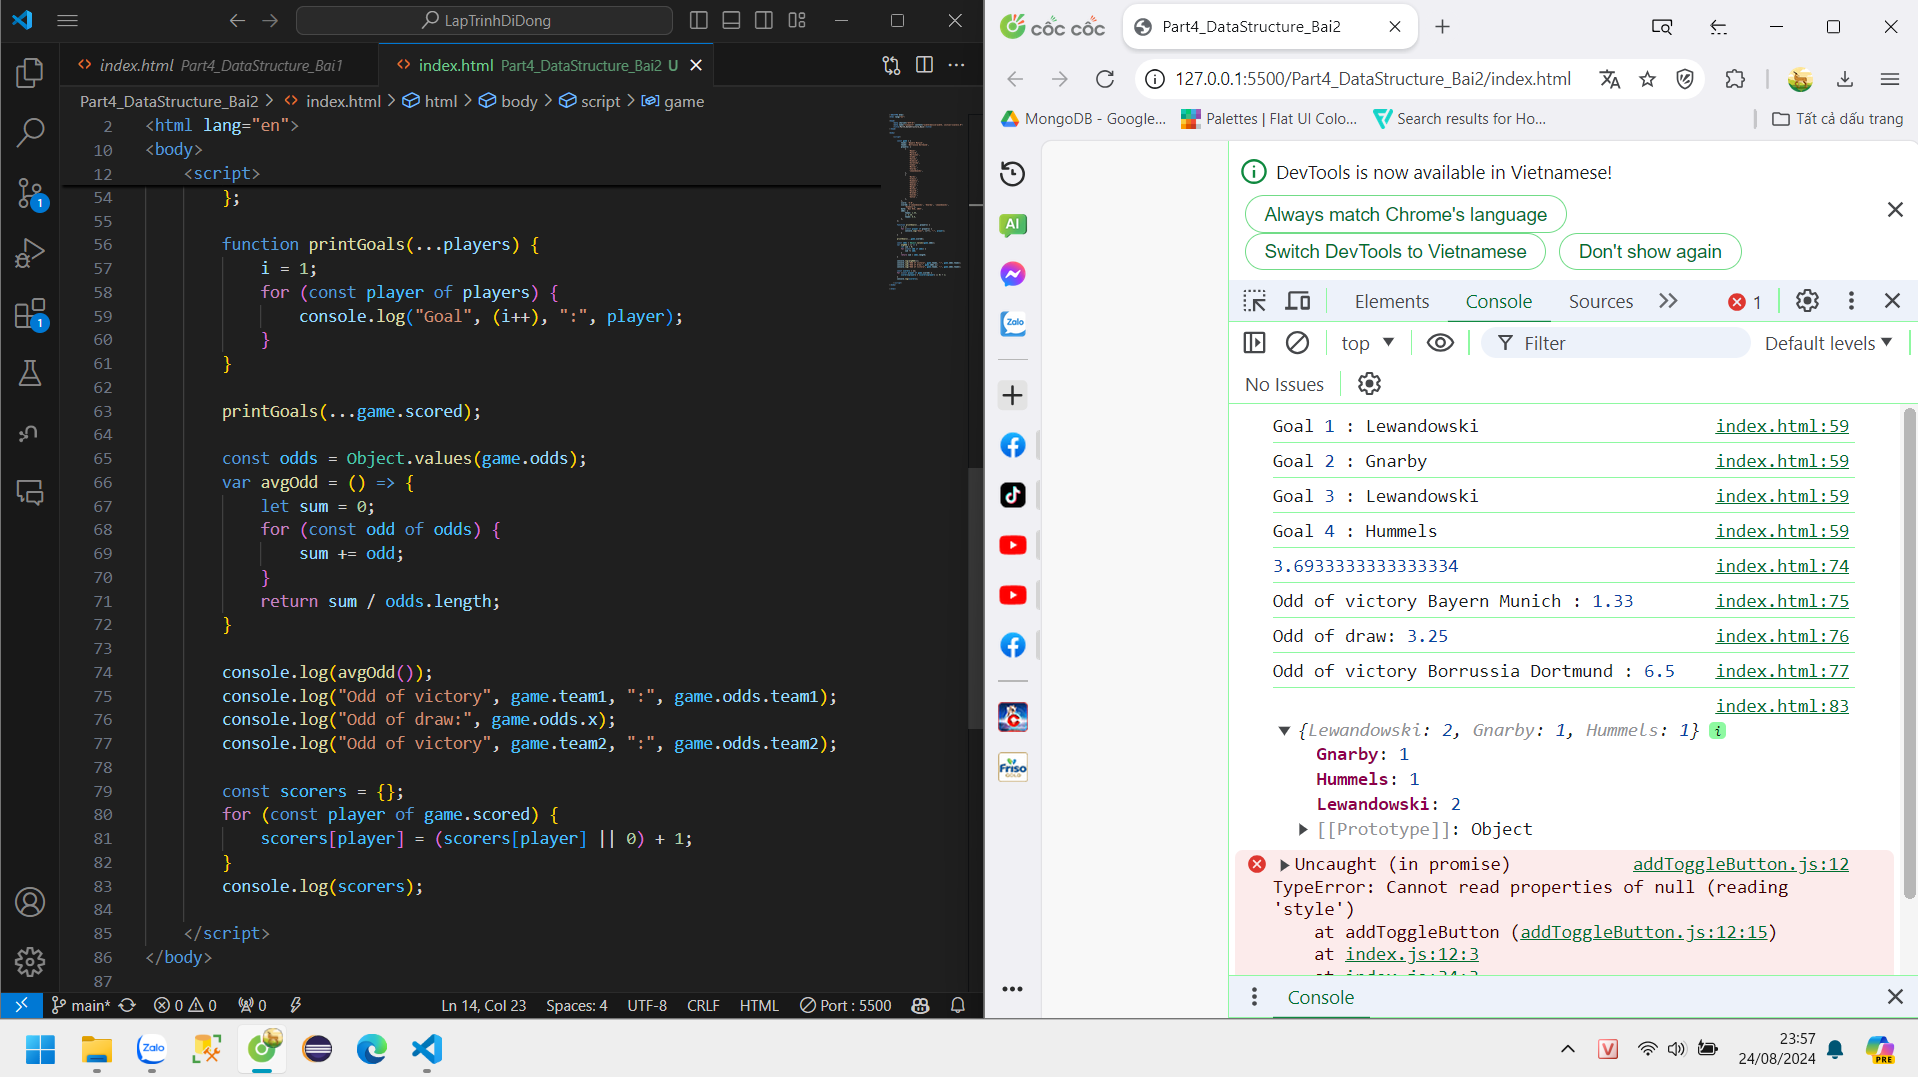 LapTrinhDiDong
index.html Part4_DataStructure_Bai1
index.html Part4_DataStructure_Bai2 U
Part4_DataStructure_Bai2 > index.html > html > body > script > game
2 <html lang="en">
10 <body>
12 <script>
54 };
55
56 function printGoals(...players) {
57 i = 1;
58 for (const player of players) {
59 console.log("Goal", (i++), ":", player);
60 }
61 }
62
63 printGoals(...game.scored);
64
65 const odds = Object.values(game.odds);
66 var avgOdd = () => {
67 let sum = 0;
68 for (const odd of odds) {
69 sum += odd;
70 }
71 return sum / odds.length;
72 }
73
74 console.log(avgOdd());
75 console.log("Odd of victory", game.team1, ":", game.odds.team1);
76 console.log("Odd of draw:", game.odds.x);
77 console.log("Odd of victory", game.team2, ":", game.odds.team2);
78
79 const scorers = {};
80 for (const player of game.scored) {
81 scorers[player] = (scorers[player] || 0) + 1;
82 }
83 console.log(scorers);
84
85 </script>
86 </body>
87
1
1
main* 0 0 0 Ln 14, Col 23 Spaces: 4 UTF-8 CRLF HTML Port : 5500
cốc cốc Part4_DataStructure_Bai2
127.0.0.1:5500/Part4_DataStructure_Bai2/index.html
MongoDB - Google... Palettes | Flat UI Colo... Search results for Ho... Tất cả dấu trang
AI
Zalo
Friso
GOLD
DevTools is now available in Vietnamese!
Always match Chrome's language
Switch DevTools to Vietnamese Don't show again
Elements Console Sources 1
top Filter Default levels
No Issues
Goal 1 : Lewandowski index.html:59
Goal 2 : Gnarby index.html:59
Goal 3 : Lewandowski index.html:59
Goal 4 : Hummels index.html:59
3.6933333333333334 index.html:74
Odd of victory Bayern Munich : 1.33 index.html:75
Odd of draw: 3.25 index.html:76
Odd of victory Borrussia Dortmund : 6.5 index.html:77
index.html:83
{Lewandowski: 2, Gnarby: 1, Hummels: 1} i
Gnarby: 1
Hummels: 1
Lewandowski: 2
[[Prototype]]: Object
Uncaught (in promise) addToggleButton.js:12
TypeError: Cannot read properties of null (reading
'style')
at addToggleButton (addToggleButton.js:12:15)
at index.js:12:3
at index.js:34:3
Console
Zalo
V
23:57
24/08/2024
PRE